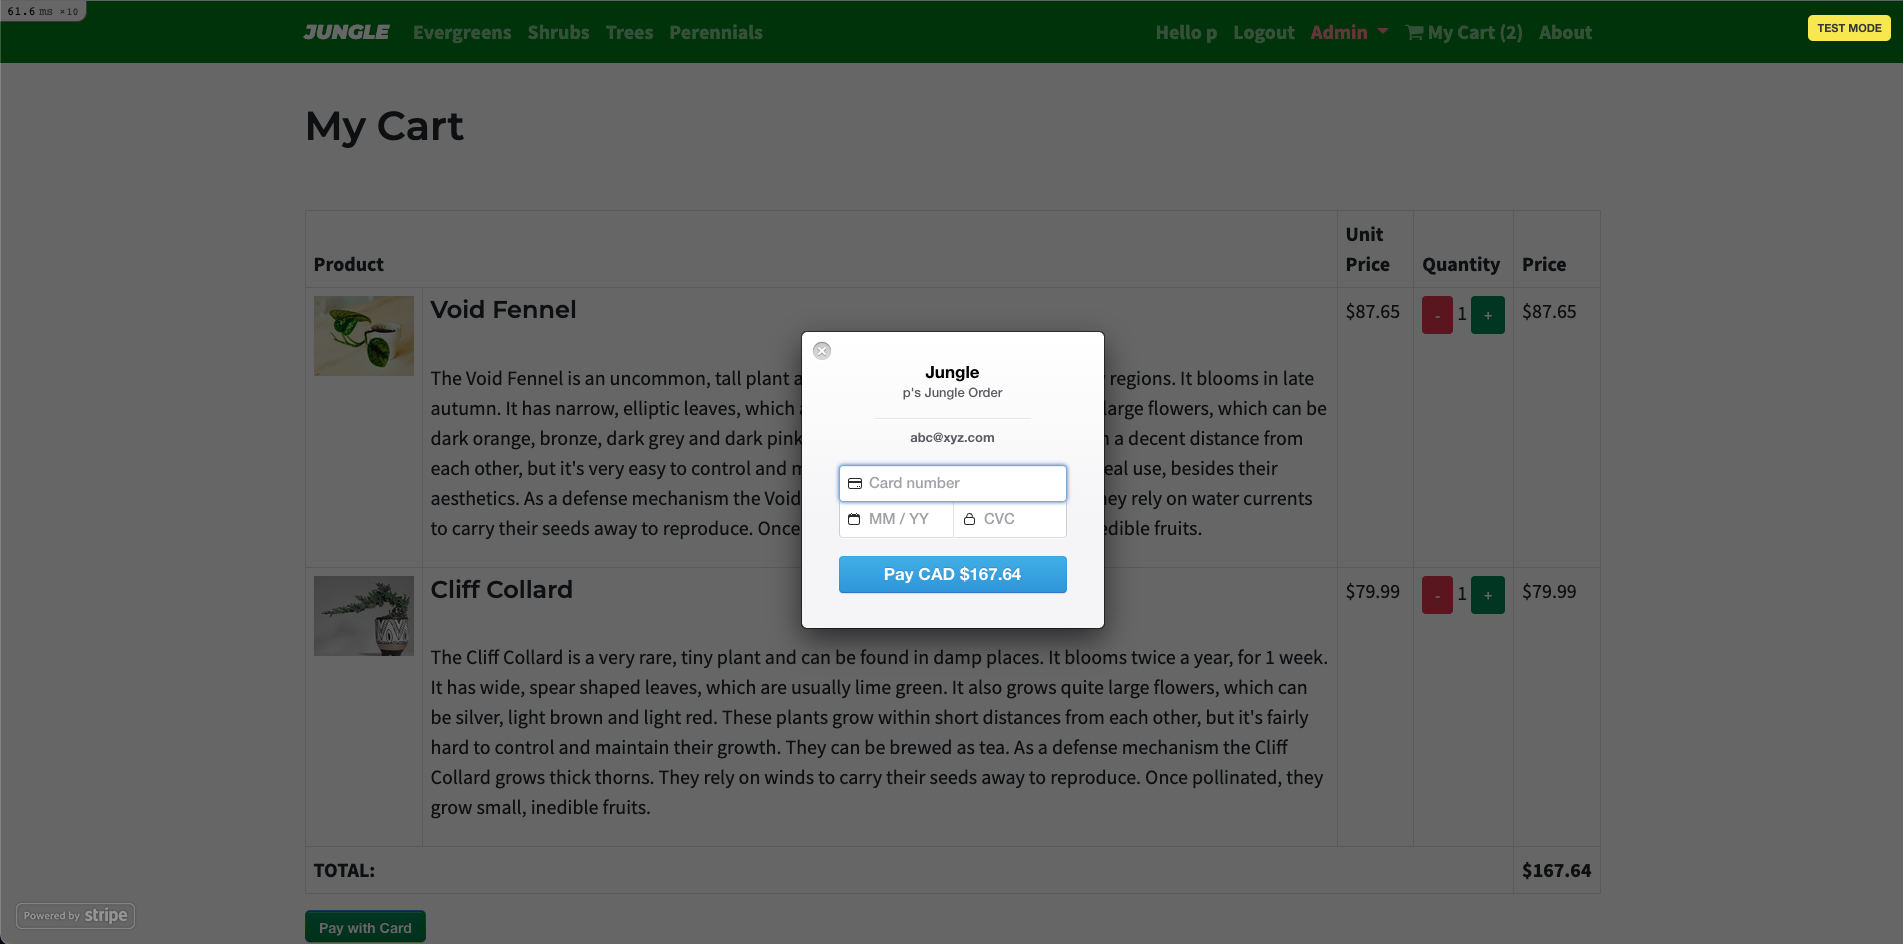 61.6 ms ×10
JUNGLE Evergreens Shrubs Trees Perennials Hello p Logout Admin My Cart (2) About
TEST MODE
My Cart
Product Unit Price Quantity Price
Void Fennel $87.65 - 1 + $87.65
The Void Fennel is an uncommon, tall plant a regions. It blooms in late
autumn. It has narrow, elliptic leaves, which large flowers, which can be
dark orange, bronze, dark grey and dark pink a decent distance from
each other, but it's very easy to control and use, besides their
aesthetics. As a defense mechanism the Void rely on water currents
to carry their seeds away to reproduce. Once fruits.
Jungle
p's Jungle Order
abc@xyz.com
Card number
MM / YY CVC
Pay CAD $167.64
Cliff Collard $79.99 - 1 + $79.99
The Cliff Collard is a very rare, tiny plant and can be found in damp places. It blooms twice a year, for 1 week.
It has wide, spear shaped leaves, which are usually lime green. It also grows quite large flowers, which can
be silver, light brown and light red. These plants grow within short distances from each other, but it's fairly
hard to control and maintain their growth. They can be brewed as tea. As a defense mechanism the Cliff
Collard grows thick thorns. They rely on winds to carry their seeds away to reproduce. Once pollinated, they
grow small, inedible fruits.
TOTAL: $167.64
Powered by stripe
Pay with Card